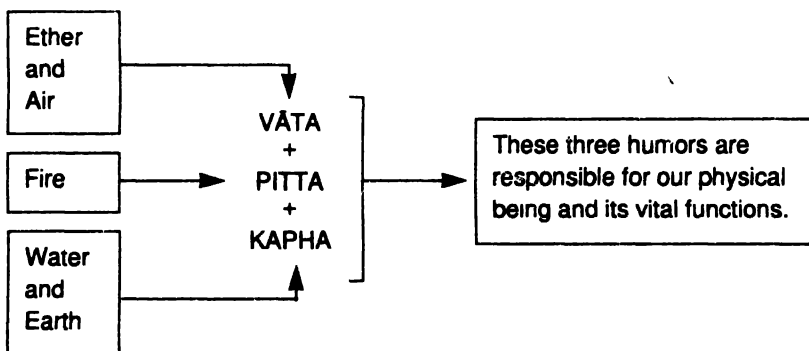 Ether
and
Air
Fire
Water
and
Earth
VĀTA
+
PITTA
+
KAPHA
These three humors are
responsible for our physical
being and its vital functions.